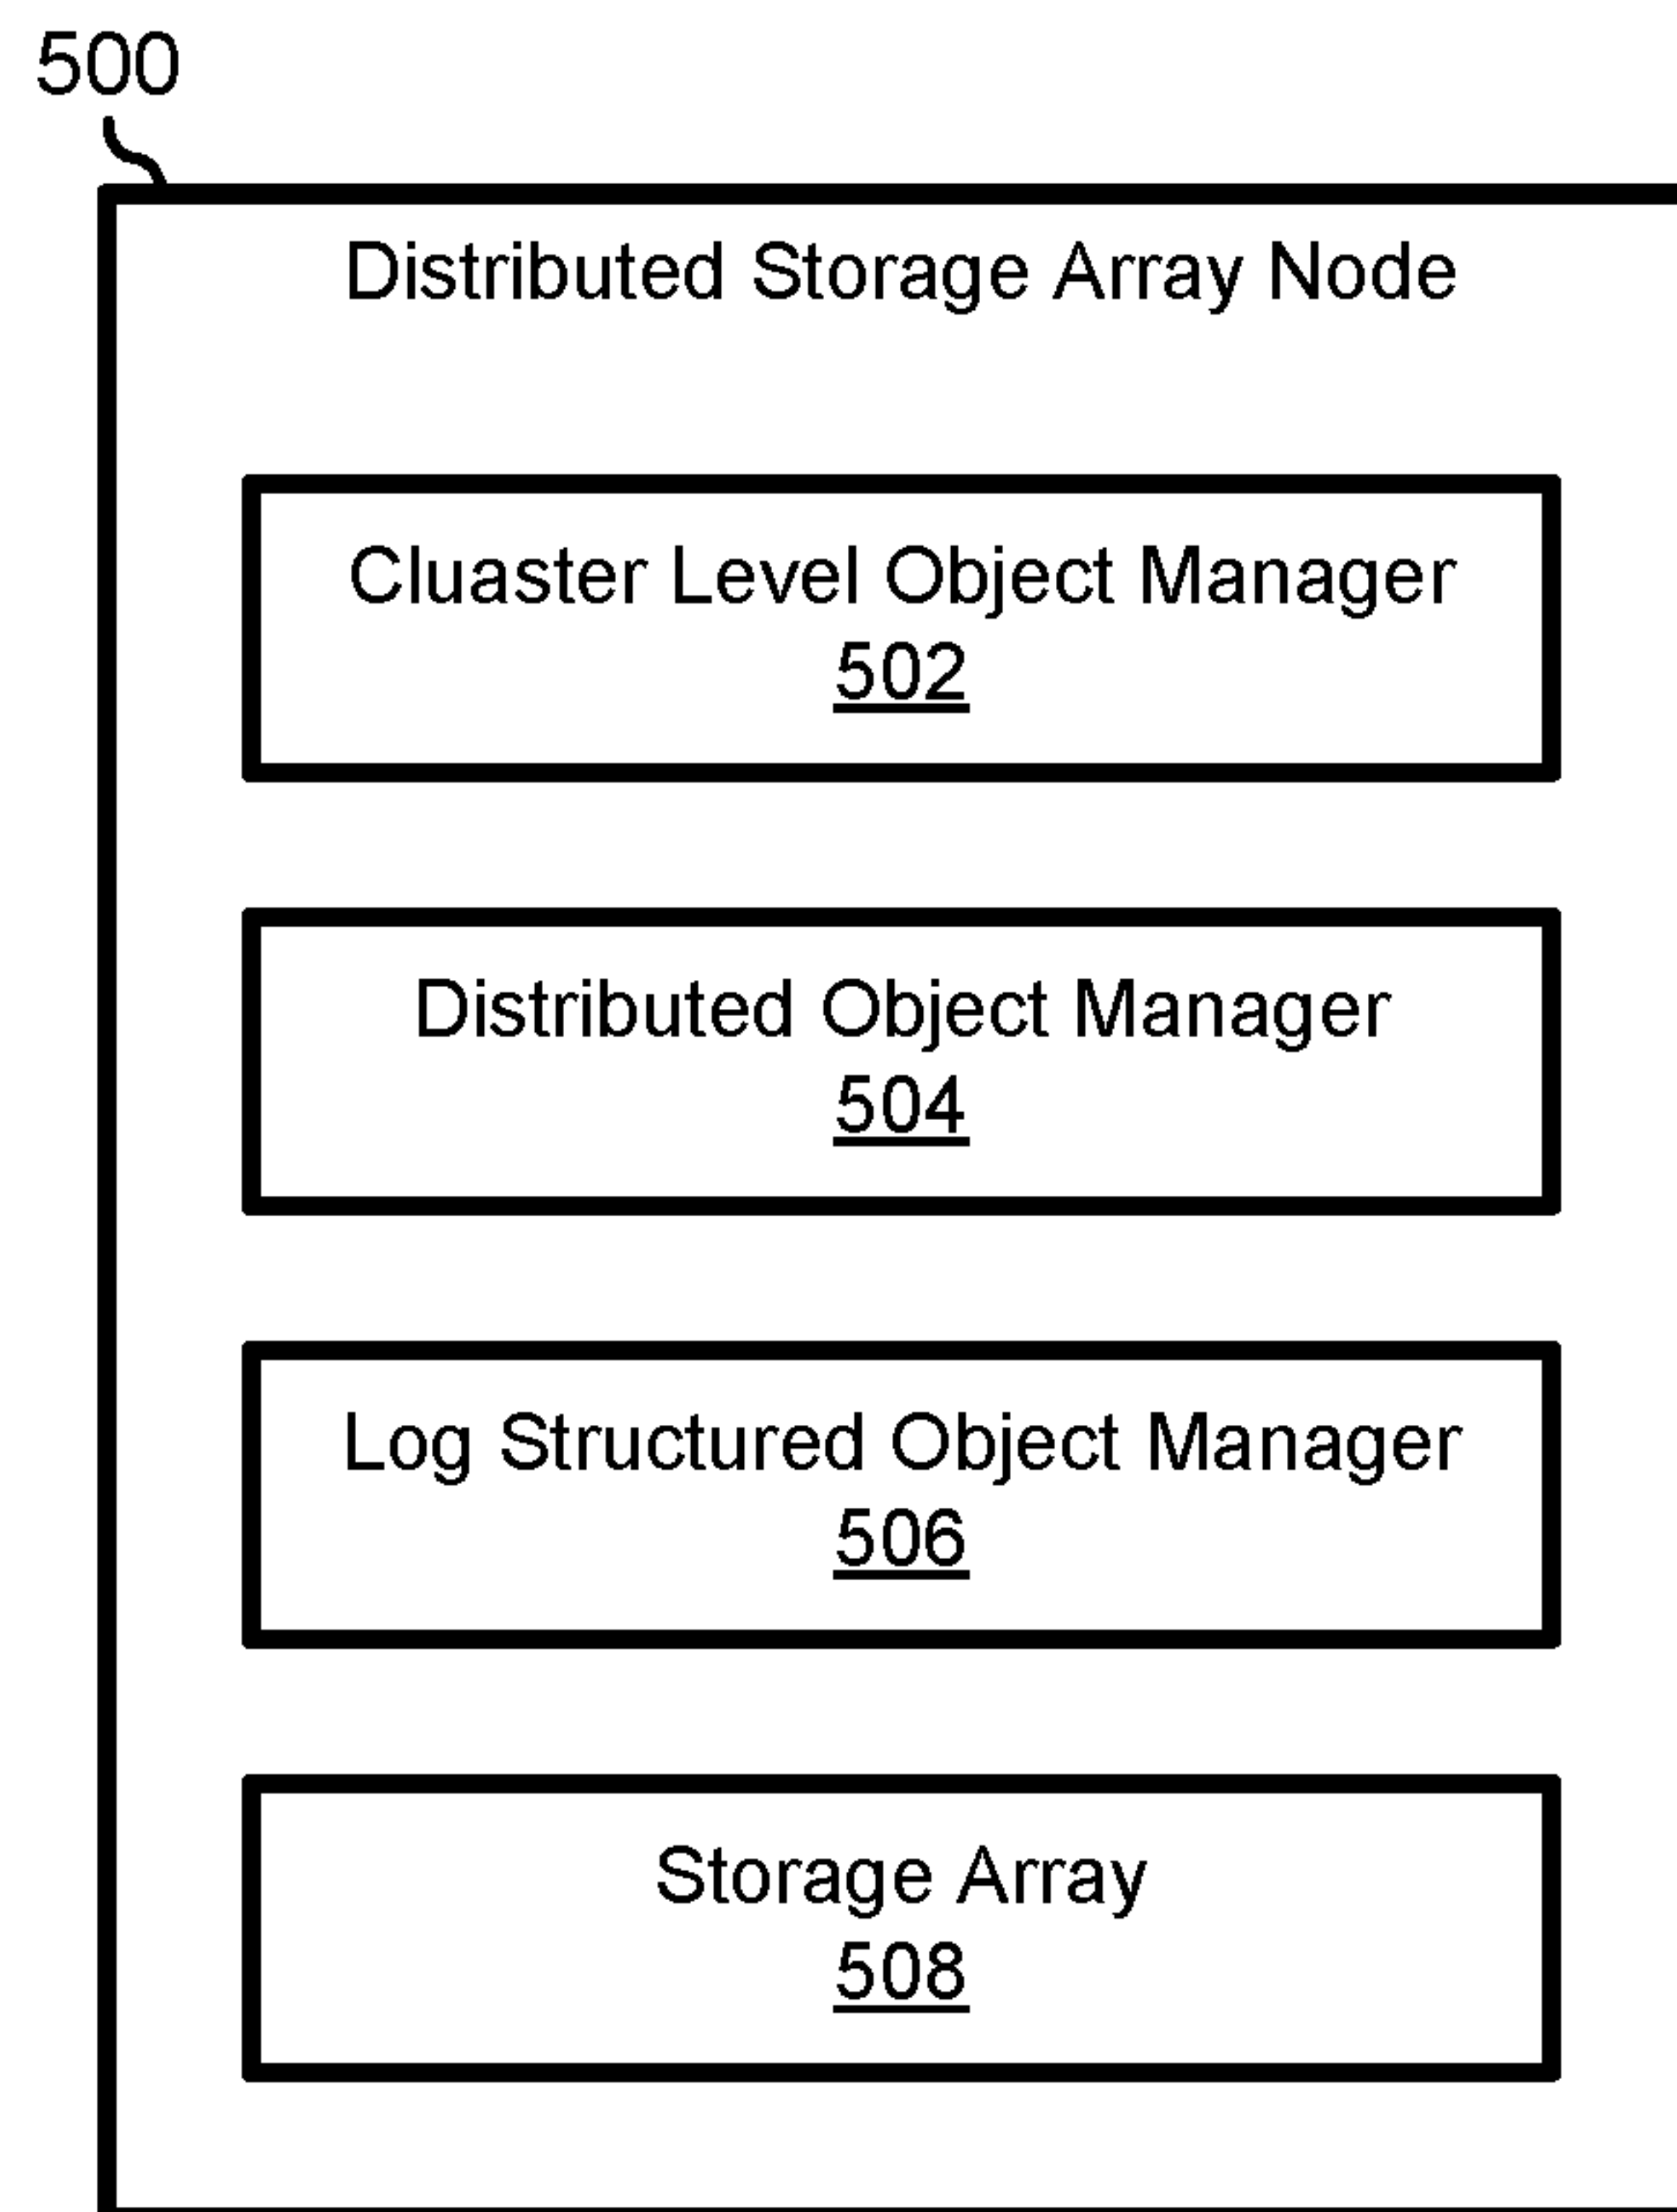 500
Distributed Storage Array Node
Cluaster Level Object Manager
502
Distributed Object Manager
504
Log Structured Object Manager
506
Storage Array
508